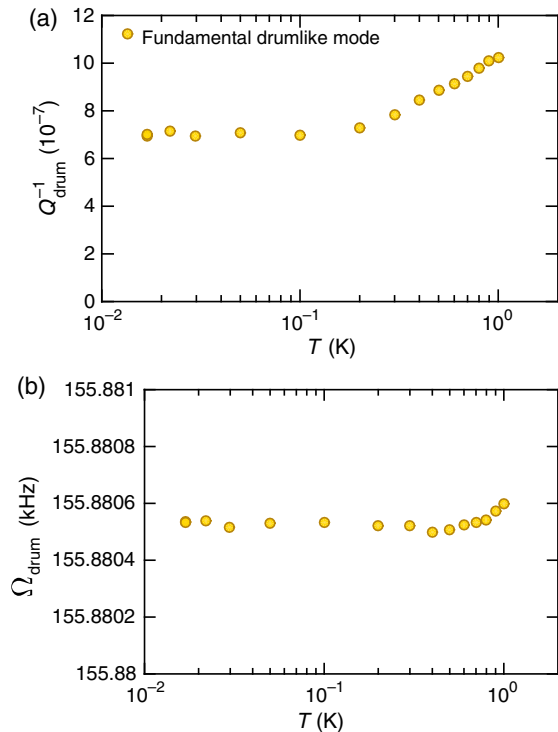 (a)
12
Fundamental drumlike mode
10
8
6
4
2
0
Q⁻¹drum (10⁻⁷)
10⁻² 10⁻¹ 10⁰
T (K)
(b)
155.881
155.8808
155.8806
155.8804
155.8802
155.88
Ωdrum (kHz)
10⁻² 10⁻¹ 10⁰
T (K)